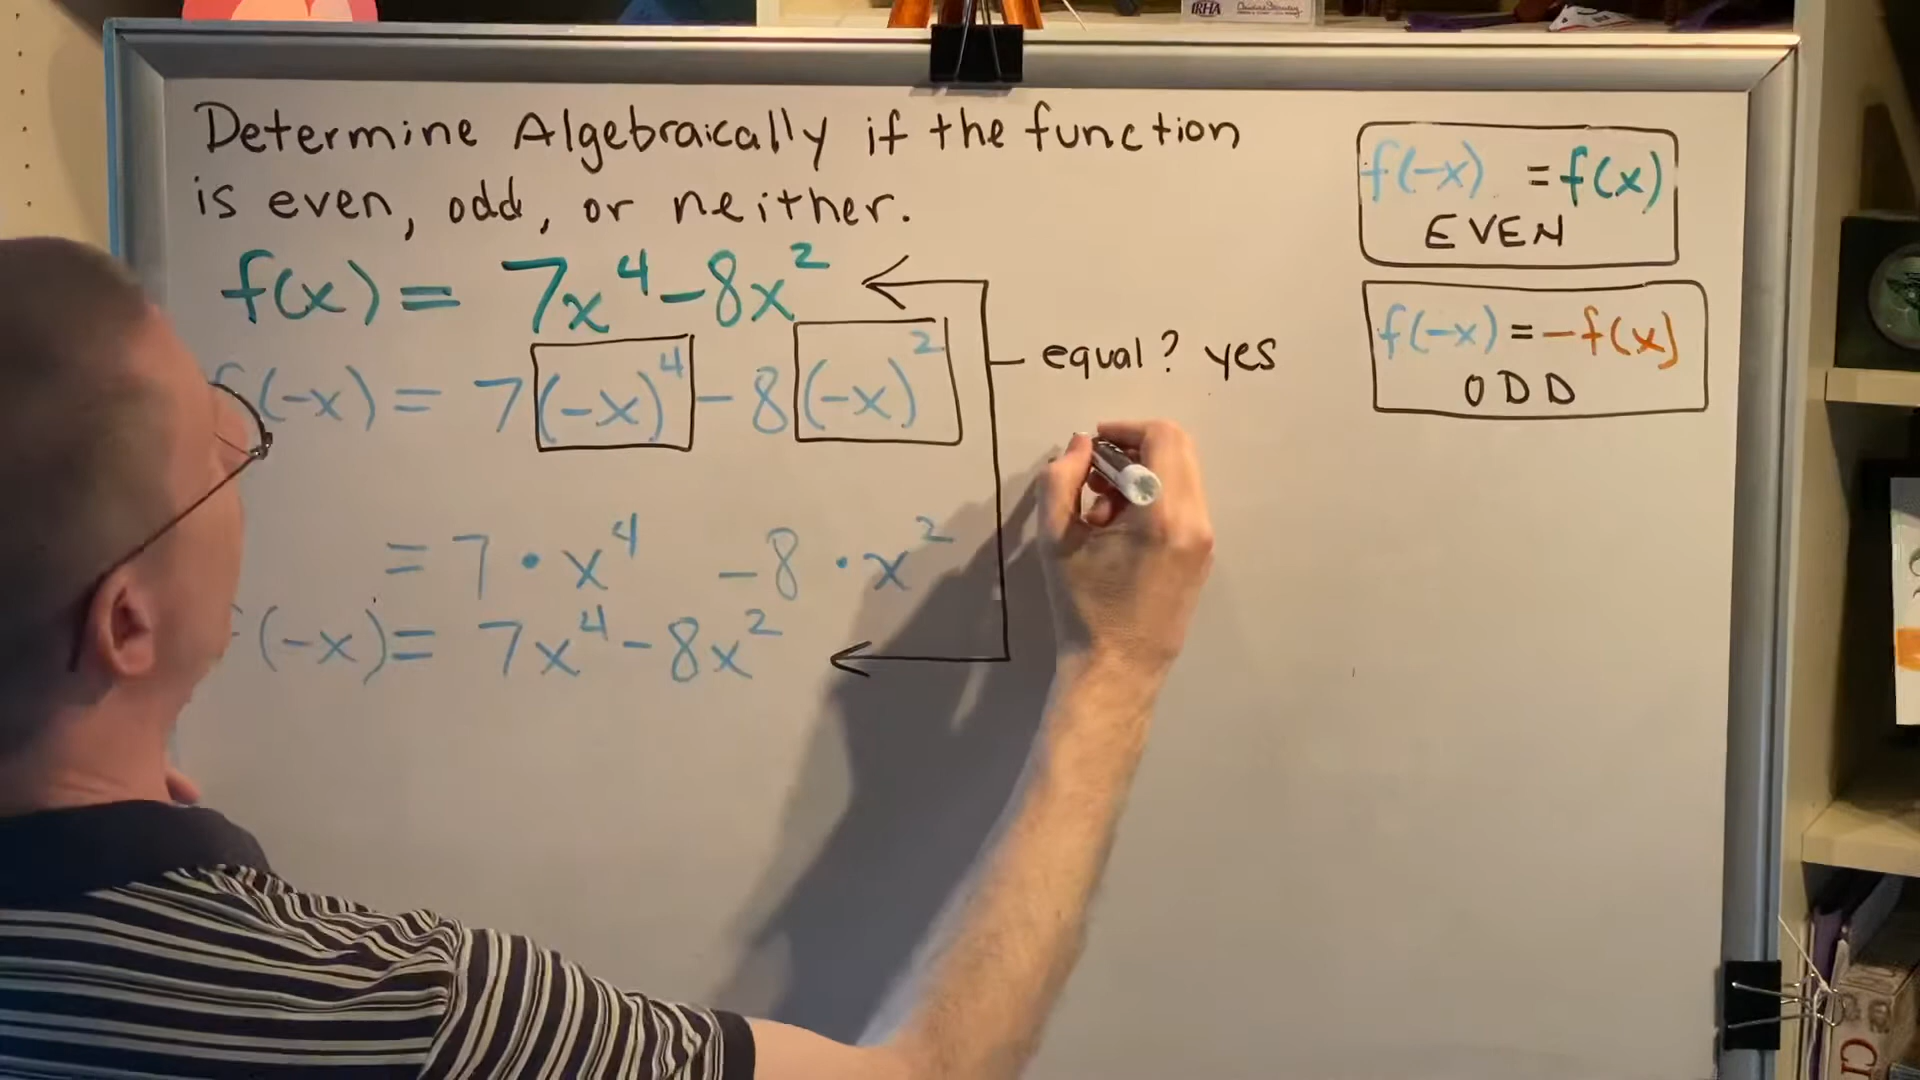 IRHA
Determine Algebraically if the function
is even, odd, or neither.
f(x) = 7x⁴-8x²
(-x) = 7(-x)⁴-8(-x)²
equal? yes
= 7·x⁴ -8·x²
(-x)= 7x⁴-8x²
f(-x) =f(x)
EVEN
f(-x)=-f(x)
ODD